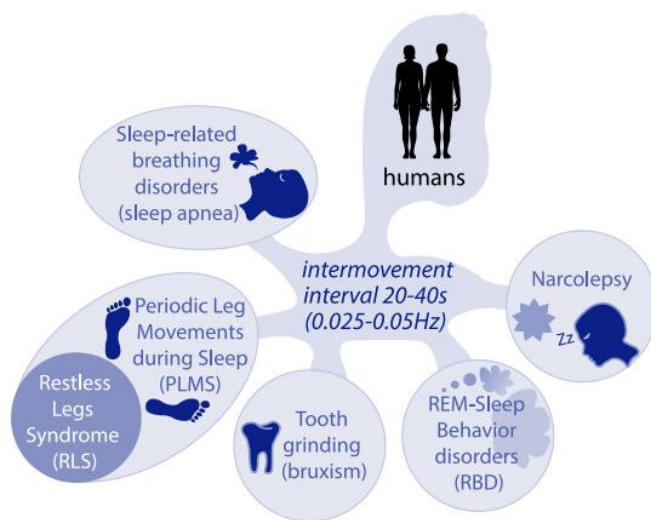 humans
Sleep-related
breathing
disorders
(sleep apnea)
intermovement
interval 20-40s
(0.025-0.05Hz)
Narcolepsy
Zz
Periodic Leg
Movements
during Sleep
(PLMS)
Restless
Legs
Syndrome
(RLS)
Tooth
grinding
(bruxism)
REM-Sleep
Behavior
disorders
(RBD)